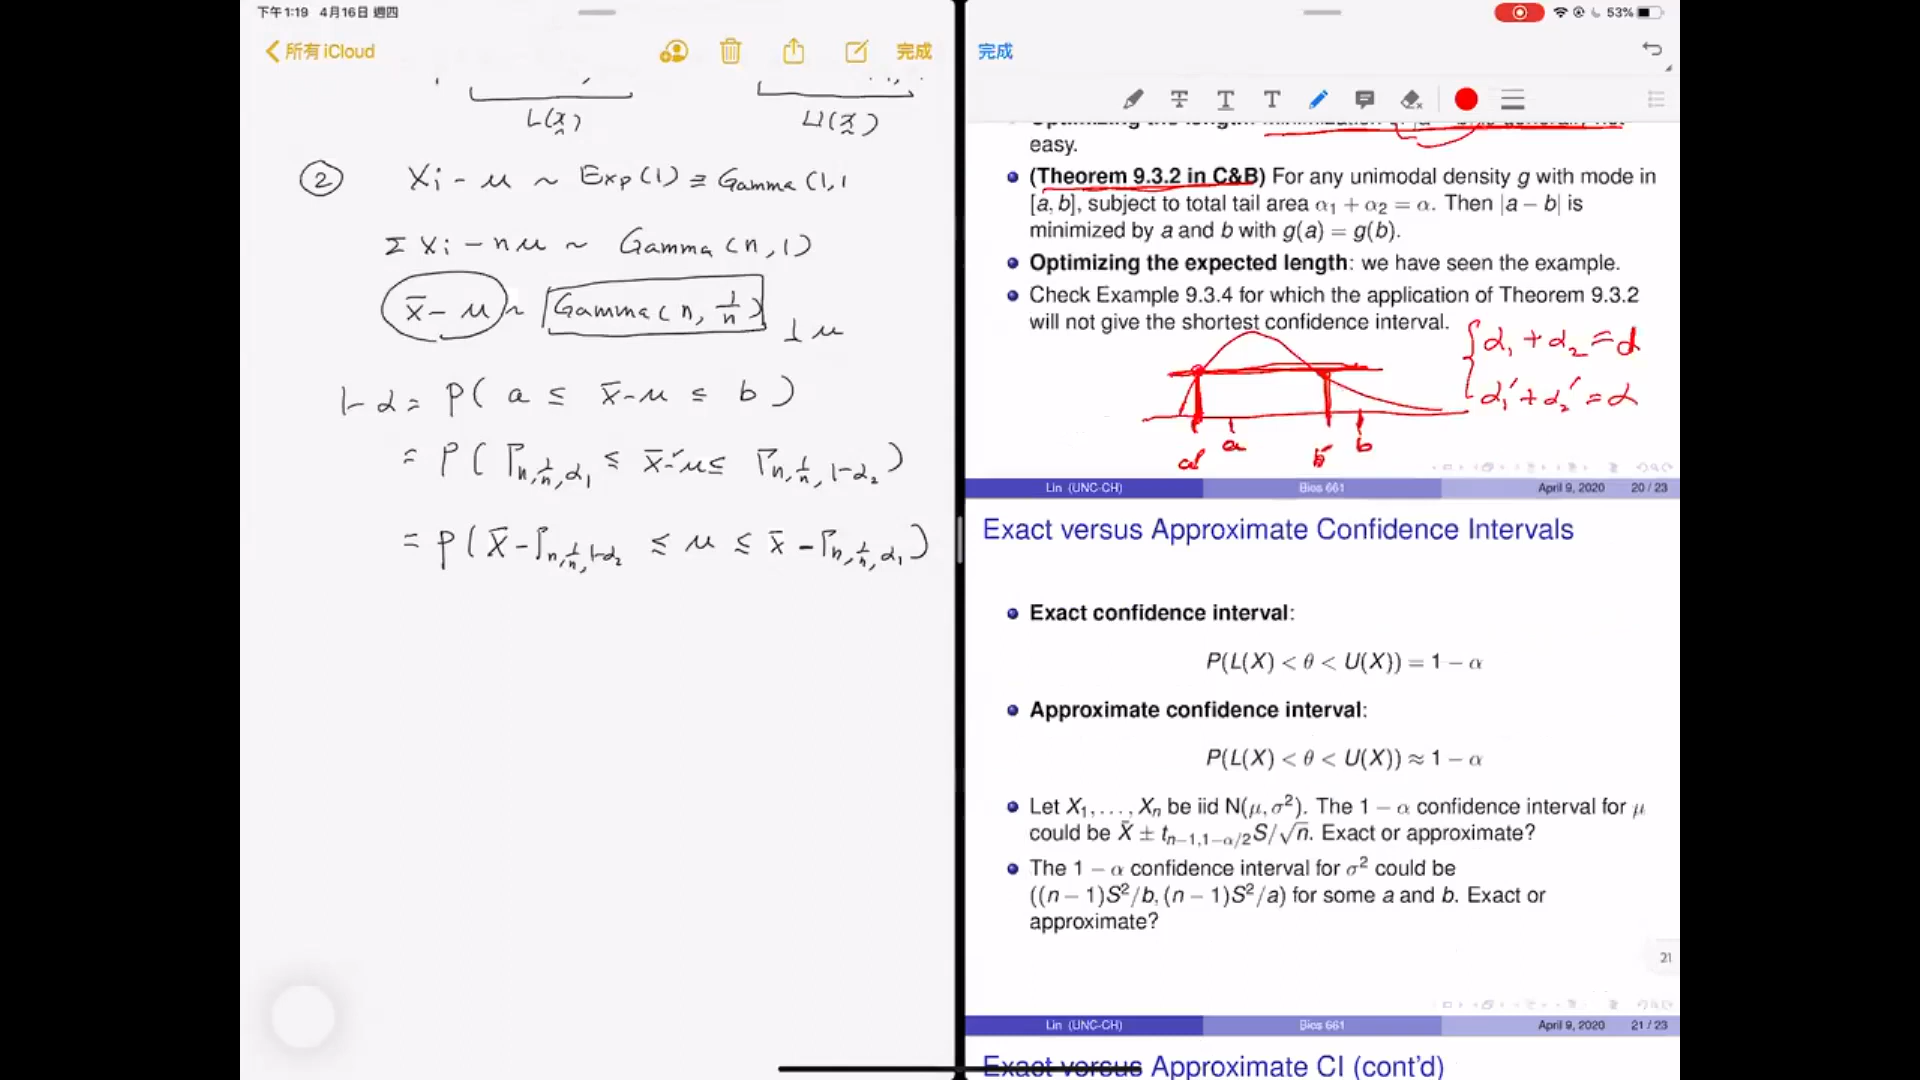 下午1:19 4月16日 週四
53%
所有 iCloud
完成
L(x)
U(x)
② Xi - μ ~ Exp(1) ≡ Gamma(1,1
Σ Xi - nμ ~ Gamma(n,1)
x̄ - μ ~ Gamma(n, 1/n) ⊥ μ
1-α = P( a ≤ x̄-μ ≤ b )
= P( Γn,1/n,α₁ ≤ x̄-μ ≤ Γn,1/n,1-α₂ )
= P( x̄ - Γn,1/n,1-α₂ ≤ μ ≤ x̄ - Γn,1/n,α₁ )
完成
easy.
(Theorem 9.3.2 in C&B) For any unimodal density g with mode in
[a, b], subject to total tail area α₁ + α₂ = α. Then |a − b| is
minimized by a and b with g(a) = g(b).
Optimizing the expected length: we have seen the example.
Check Example 9.3.4 for which the application of Theorem 9.3.2
will not give the shortest confidence interval.
α₁ + α₂ = α
α₁' + α₂' = α
a b
a' b'
Lin (UNC-CH) Bios 661 April 9, 2020 20 / 23
Exact versus Approximate Confidence Intervals
Exact confidence interval:
P(L(X) < θ < U(X)) = 1 − α
Approximate confidence interval:
P(L(X) < θ < U(X)) ≈ 1 − α
Let X₁, . . . , Xₙ be iid N(μ, σ²). The 1 − α confidence interval for μ
could be X̄ ± tₙ₋₁,₁₋α/₂S/√n. Exact or approximate?
The 1 − α confidence interval for σ² could be
((n − 1)S²/b, (n − 1)S²/a) for some a and b. Exact or
approximate?
21
Lin (UNC-CH) Bios 661 April 9, 2020 21 / 23
Exact versus Approximate CI (cont'd)